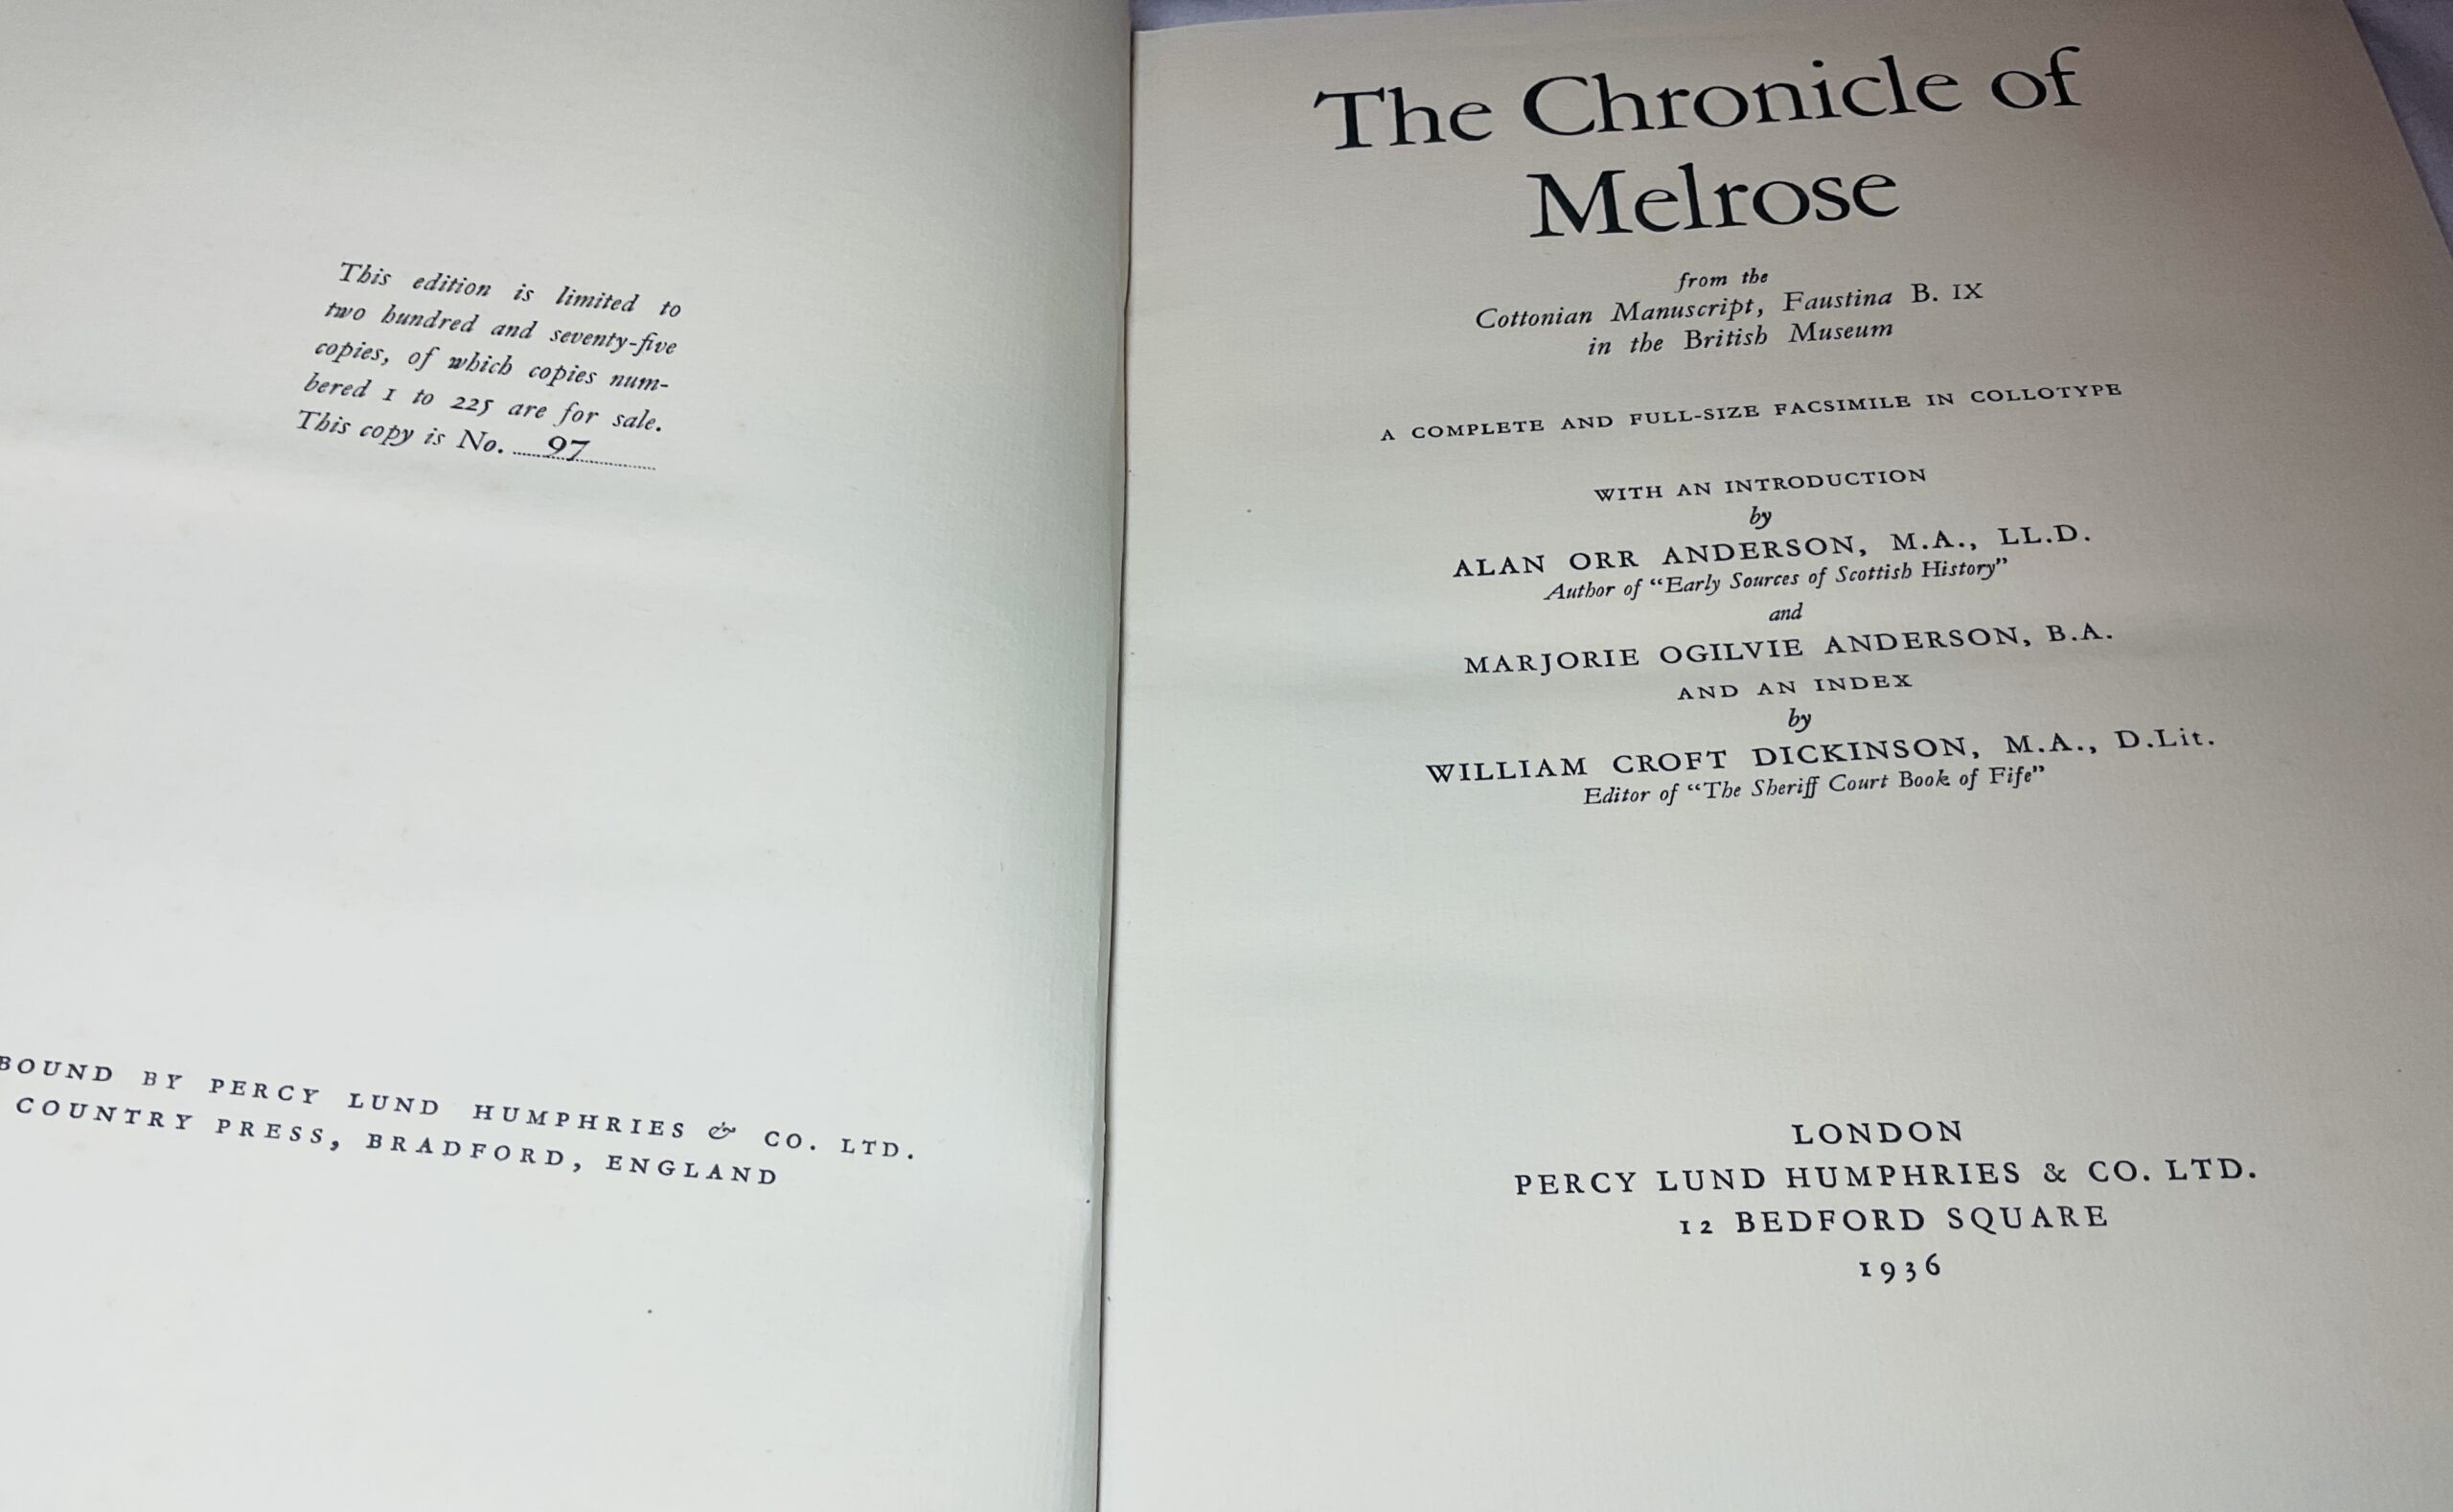 This edition is limited to
two hundred and seventy-five
copies, of which copies num-
bered 1 to 225 are for sale.
This copy is No. 97
BOUND BY PERCY LUND HUMPHRIES & CO. LTD.
COUNTRY PRESS, BRADFORD, ENGLAND
The Chronicle of
Melrose
from the
Cottonian Manuscript, Faustina B. IX
in the British Museum
A COMPLETE AND FULL-SIZE FACSIMILE IN COLLOTYPE
WITH AN INTRODUCTION
by
ALAN ORR ANDERSON, M.A., LL.D.
Author of “Early Sources of Scottish History”
and
MARJORIE OGILVIE ANDERSON, B.A.
AND AN INDEX
by
WILLIAM CROFT DICKINSON, M.A., D.Lit.
Editor of “The Sheriff Court Book of Fife”
LONDON
PERCY LUND HUMPHRIES & CO. LTD.
12 BEDFORD SQUARE
1936